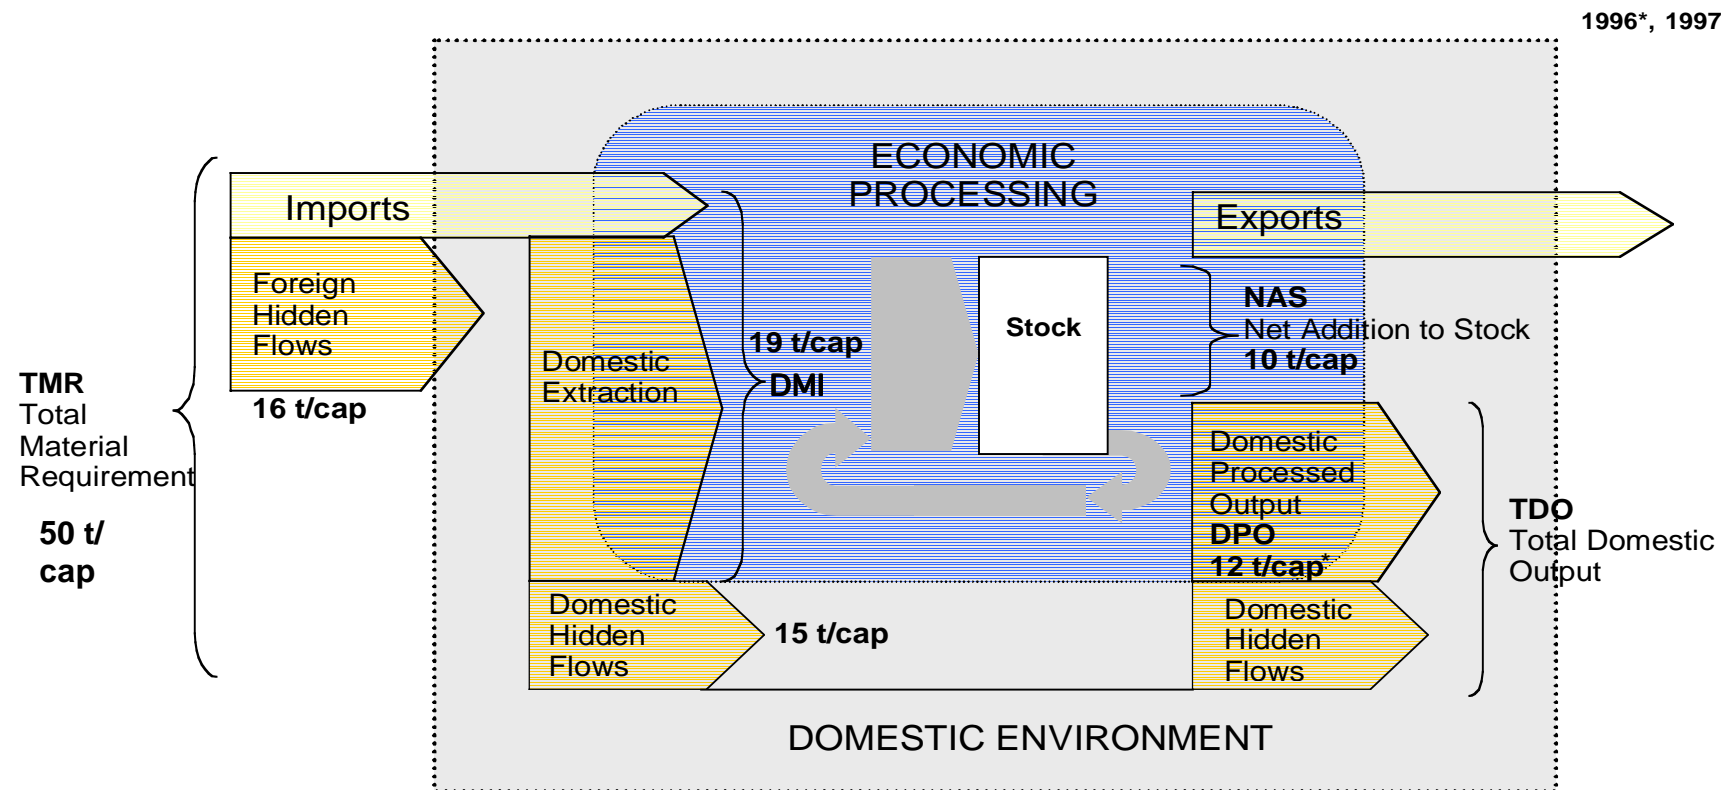 1996*, 1997
ECONOMIC
PROCESSING
Imports
Exports
Foreign
Hidden
Flows
16 t/cap
TMR
Total
Material
Requirement
50 t/
cap
Domestic
Extraction
19 t/cap
DMI
Stock
NAS
Net Addition to Stock
10 t/cap
Domestic
Processed
Output
DPO
12 t/cap*
TDO
Total Domestic
Output
Domestic
Hidden
Flows
15 t/cap
Domestic
Hidden
Flows
DOMESTIC ENVIRONMENT